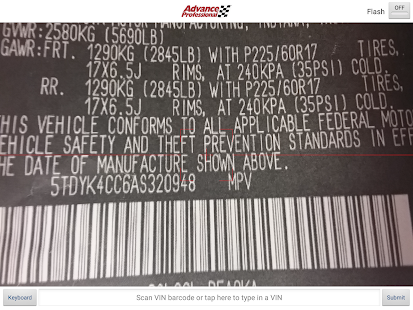 Advance
Professional
Flash
OFF
GVWR:2580KG (5690LB)
GAWR:FRT. 1290KG (2845LB) WITH P225/60R17 TIRES,
17X6.5J RIMS, AT 240KPA (35PSI) COLD.
RR. 1290KG (2845LB) WITH P225/60R17 TIRES,
17X6.5J RIMS, AT 240KPA (35PSI) COLD.
HIS VEHICLE CONFORMS TO ALL APPLICABLE FEDERAL MOTO
EHICLE SAFETY AND THEFT PREVENTION STANDARDS IN EFF
HE DATE OF MANUFACTURE SHOWN ABOVE.
5TDYK4CC6AS320948 MPV
Keyboard
Scan VIN barcode or tap here to type in a VIN
Submit